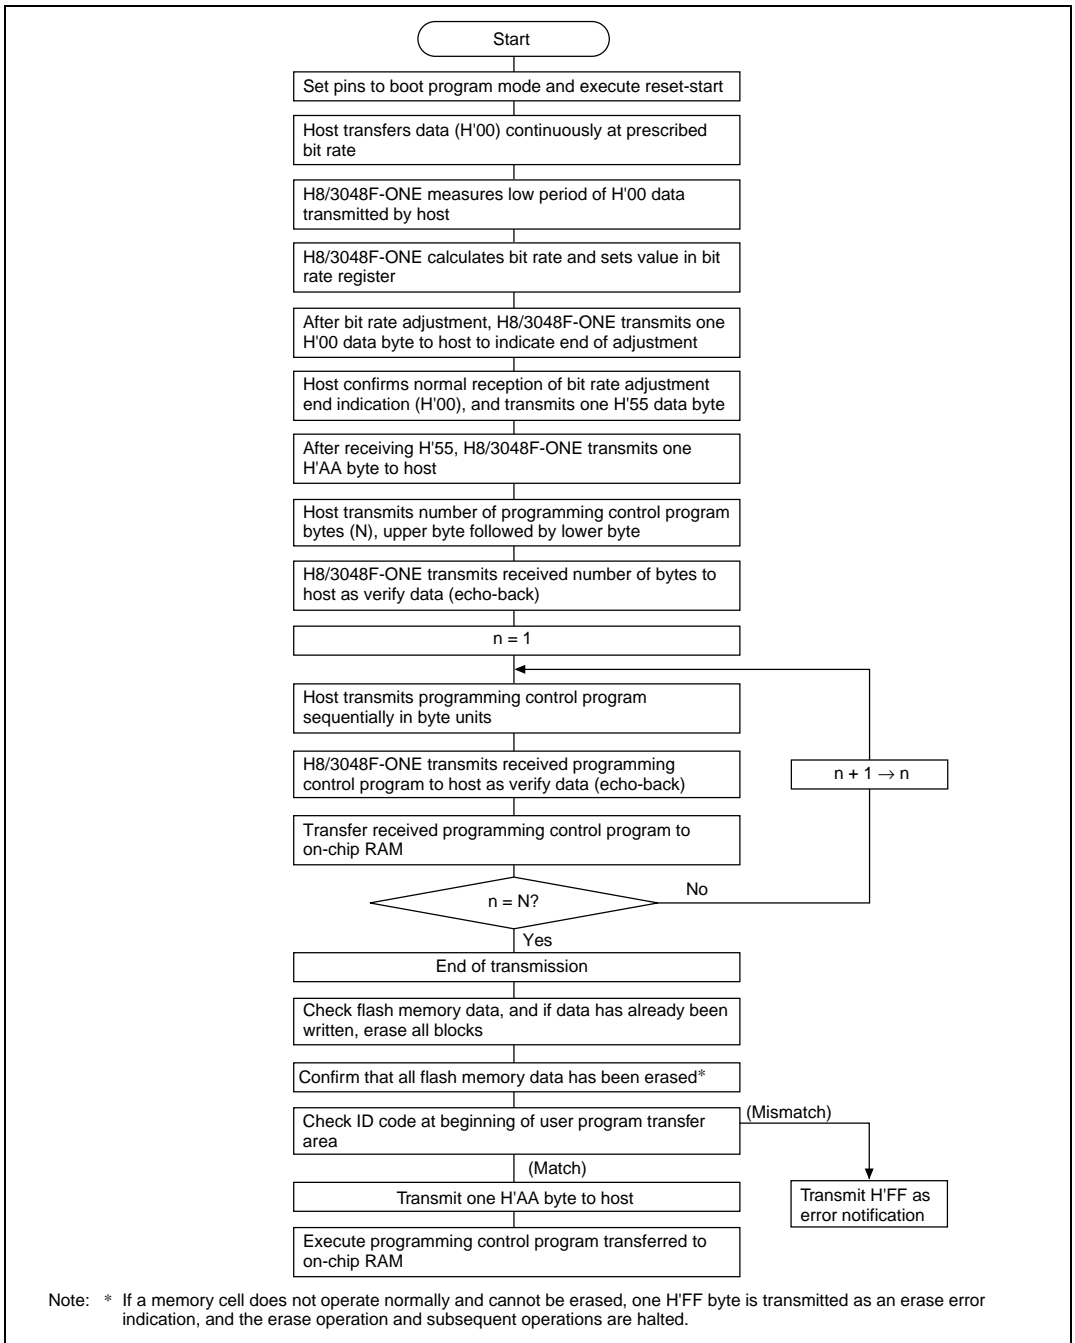 Start
Set pins to boot program mode and execute reset-start
Host transfers data (H'00) continuously at prescribed
bit rate
H8/3048F-ONE measures low period of H'00 data
transmitted by host
H8/3048F-ONE calculates bit rate and sets value in bit
rate register
After bit rate adjustment, H8/3048F-ONE transmits one
H'00 data byte to host to indicate end of adjustment
Host confirms normal reception of bit rate adjustment
end indication (H'00), and transmits one H'55 data byte
After receiving H'55, H8/3048F-ONE transmits one
H'AA byte to host
Host transmits number of programming control program
bytes (N), upper byte followed by lower byte
H8/3048F-ONE transmits received number of bytes to
host as verify data (echo-back)
n = 1
Host transmits programming control program
sequentially in byte units
H8/3048F-ONE transmits received programming
control program to host as verify data (echo-back)
n + 1 → n
Transfer received programming control program to
on-chip RAM
n = N?
No
Yes
End of transmission
Check flash memory data, and if data has already been
written, erase all blocks
Confirm that all flash memory data has been erased*
Check ID code at beginning of user program transfer
area
(Mismatch)
(Match)
Transmit one H'AA byte to host
Transmit H'FF as
error notification
Execute programming control program transferred to
on-chip RAM
Note: * If a memory cell does not operate normally and cannot be erased, one H'FF byte is transmitted as an erase error
indication, and the erase operation and subsequent operations are halted.